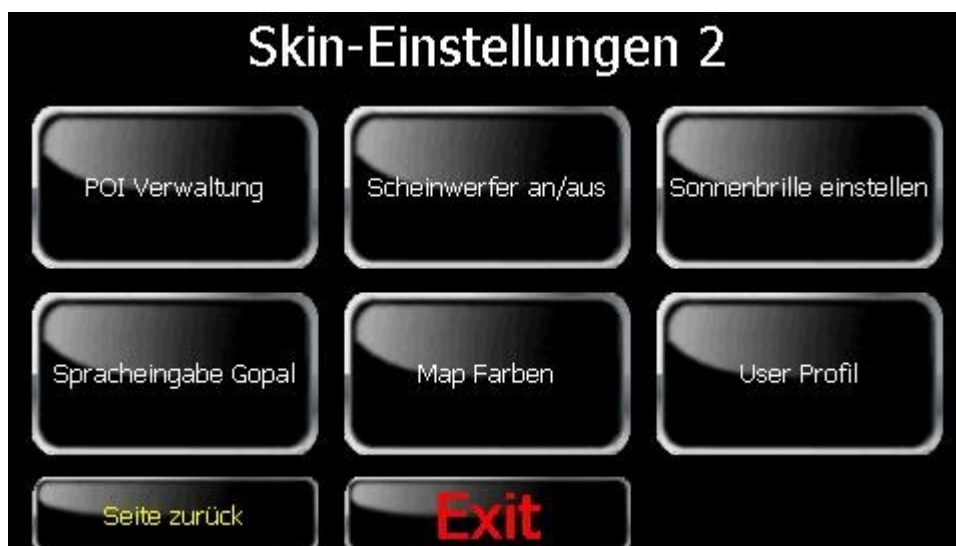 Skin-Einstellungen 2
POI Verwaltung
Scheinwerfer an/aus
Sonnenbrille einstellen
Spracheingabe Gopal
Map Farben
User Profil
Seite zurück
Exit